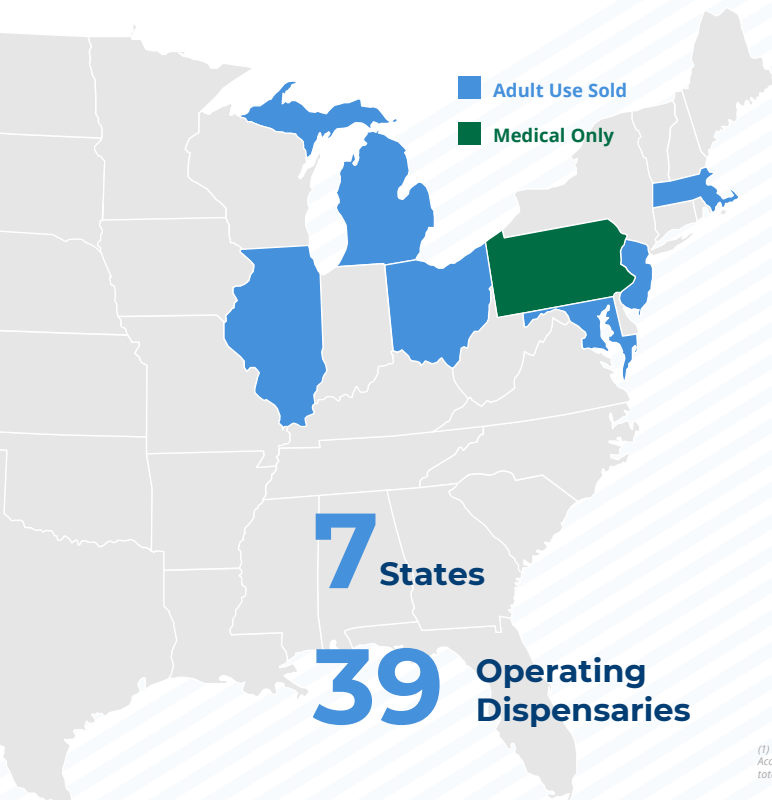 Adult Use Sold
Medical Only
7 States
39 Operating
Dispensaries
(1)